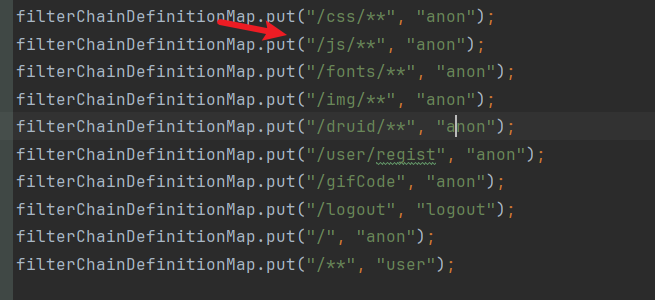 filterChainDefinitionMap.put("/css/**", "anon");
filterChainDefinitionMap.put("/js/**", "anon");
filterChainDefinitionMap.put("/fonts/**", "anon");
filterChainDefinitionMap.put("/img/**", "anon");
filterChainDefinitionMap.put("/druid/**", "anon");
filterChainDefinitionMap.put("/user/regist", "anon");
filterChainDefinitionMap.put("/gifCode", "anon");
filterChainDefinitionMap.put("/logout", "logout");
filterChainDefinitionMap.put("/", "anon");
filterChainDefinitionMap.put("/**", "user");